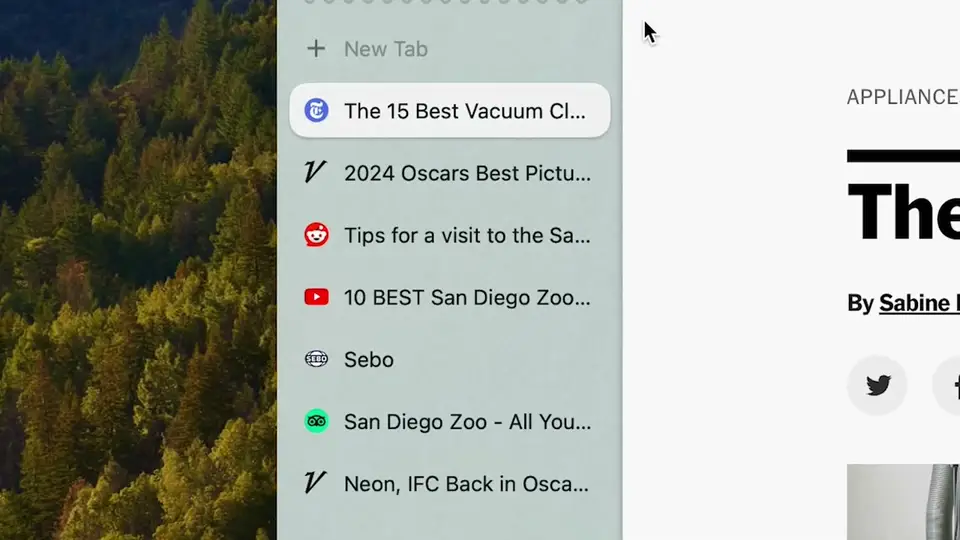 New Tab
The 15 Best Vacuum Cl...
2024 Oscars Best Pictu...
Tips for a visit to the Sa...
10 BEST San Diego Zoo...
SEBO
Sebo
San Diego Zoo - All You...
Neon, IFC Back in Osca...
APPLIANCE
The
By Sabine